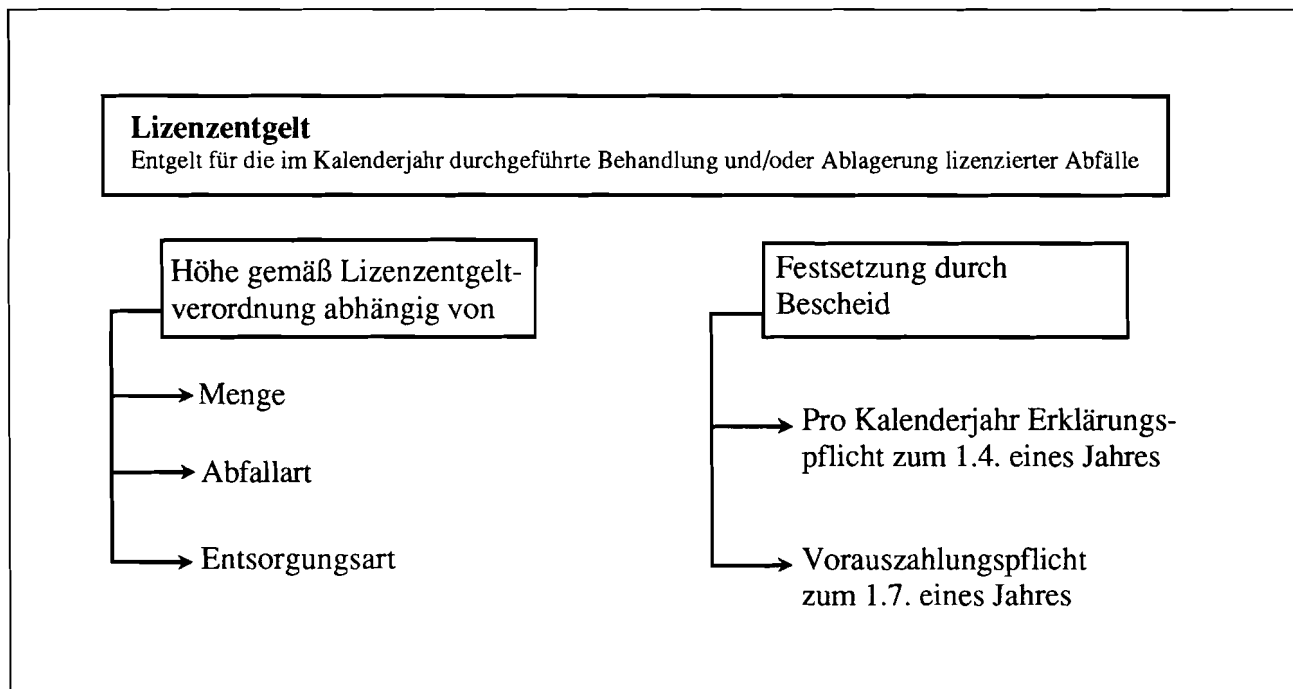 Lizenzentgelt
Entgelt für die im Kalenderjahr durchgeführte Behandlung und/oder Ablagerung lizenzierter Abfälle
Höhe gemäß Lizenzentgelt-
verordnung abhängig von
Menge
Abfallart
Entsorgungsart
Festsetzung durch
Bescheid
Pro Kalenderjahr Erklärungs-
pflicht zum 1.4. eines Jahres
Vorauszahlungspflicht
zum 1.7. eines Jahres